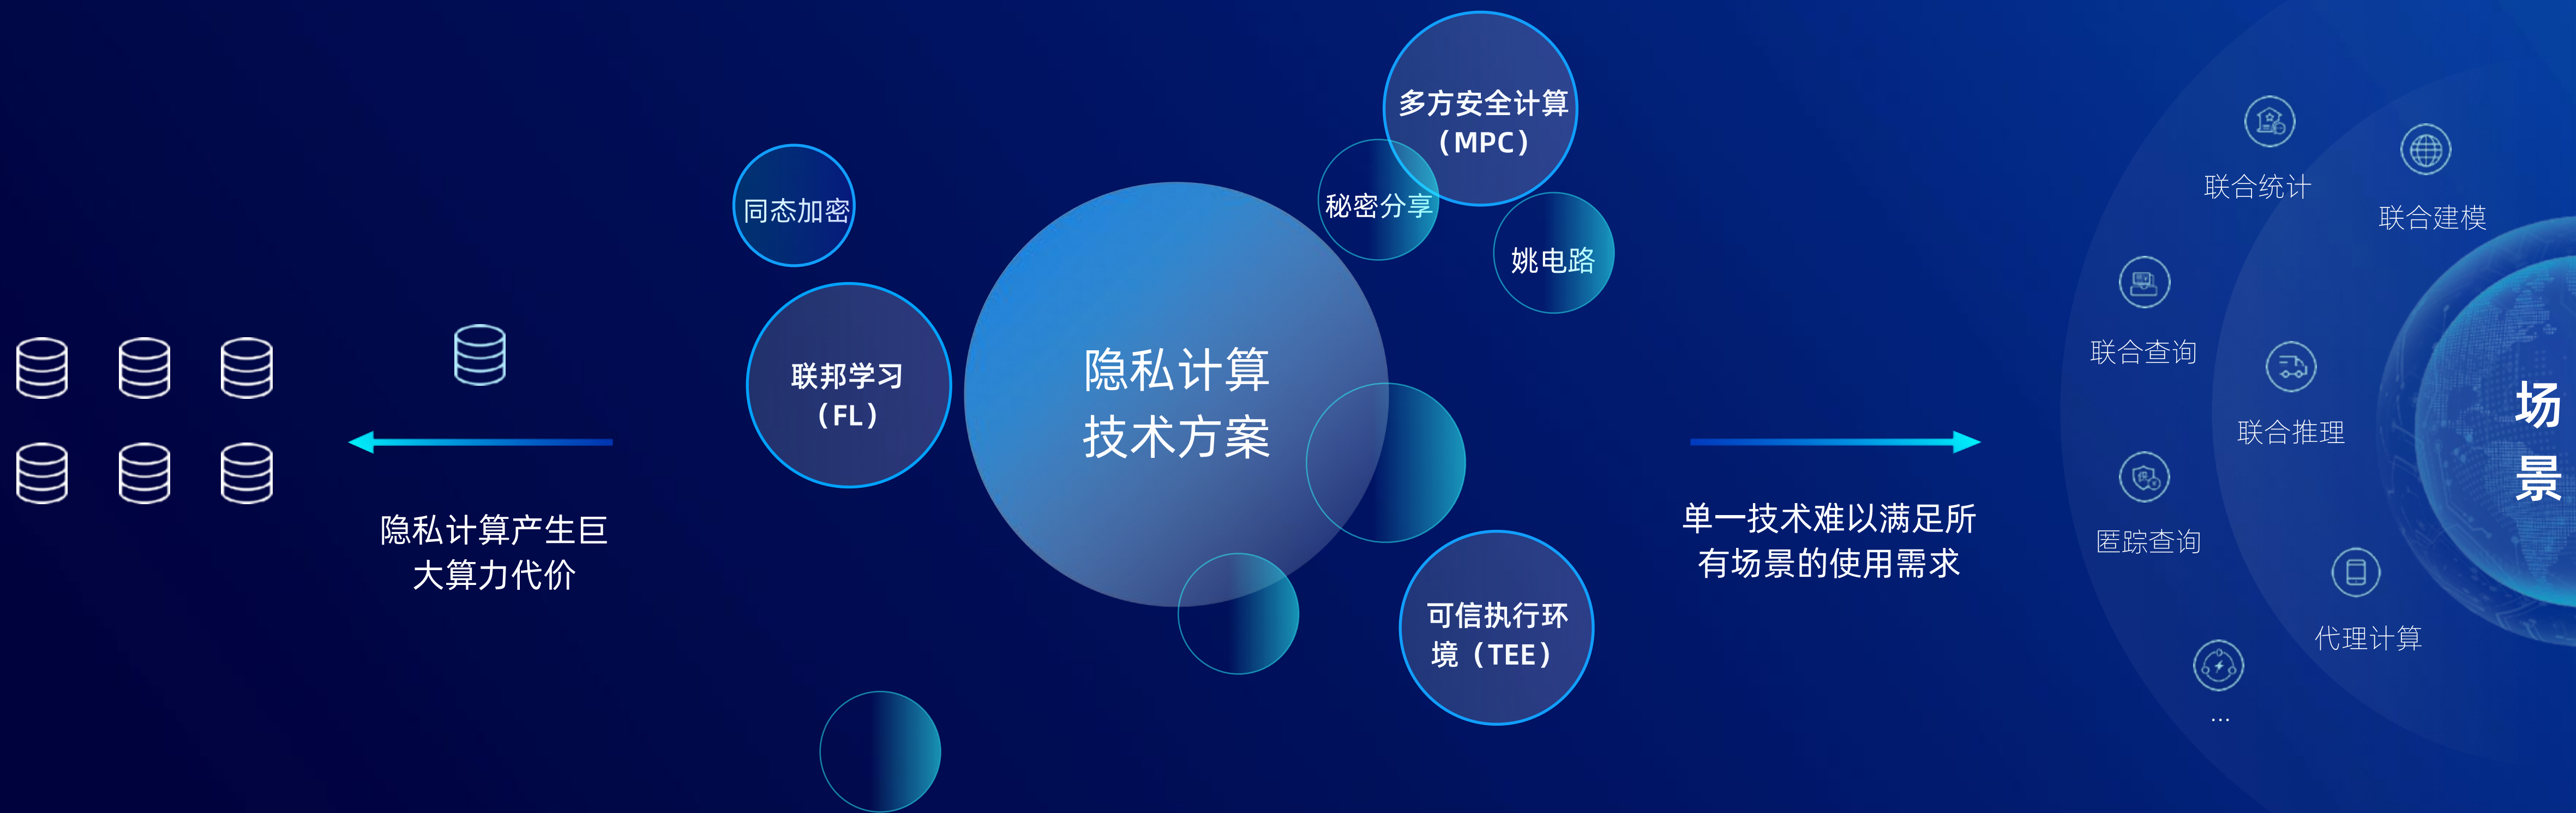 隐私计算产生巨
大算力代价
同态加密
联邦学习
（FL）
隐私计算
技术方案
多方安全计算
（MPC）
秘密分享
姚电路
可信执行环
境（TEE）
单一技术难以满足所
有场景的使用需求
联合统计
联合建模
联合查询
联合推理
匿踪查询
代理计算
...
场
景